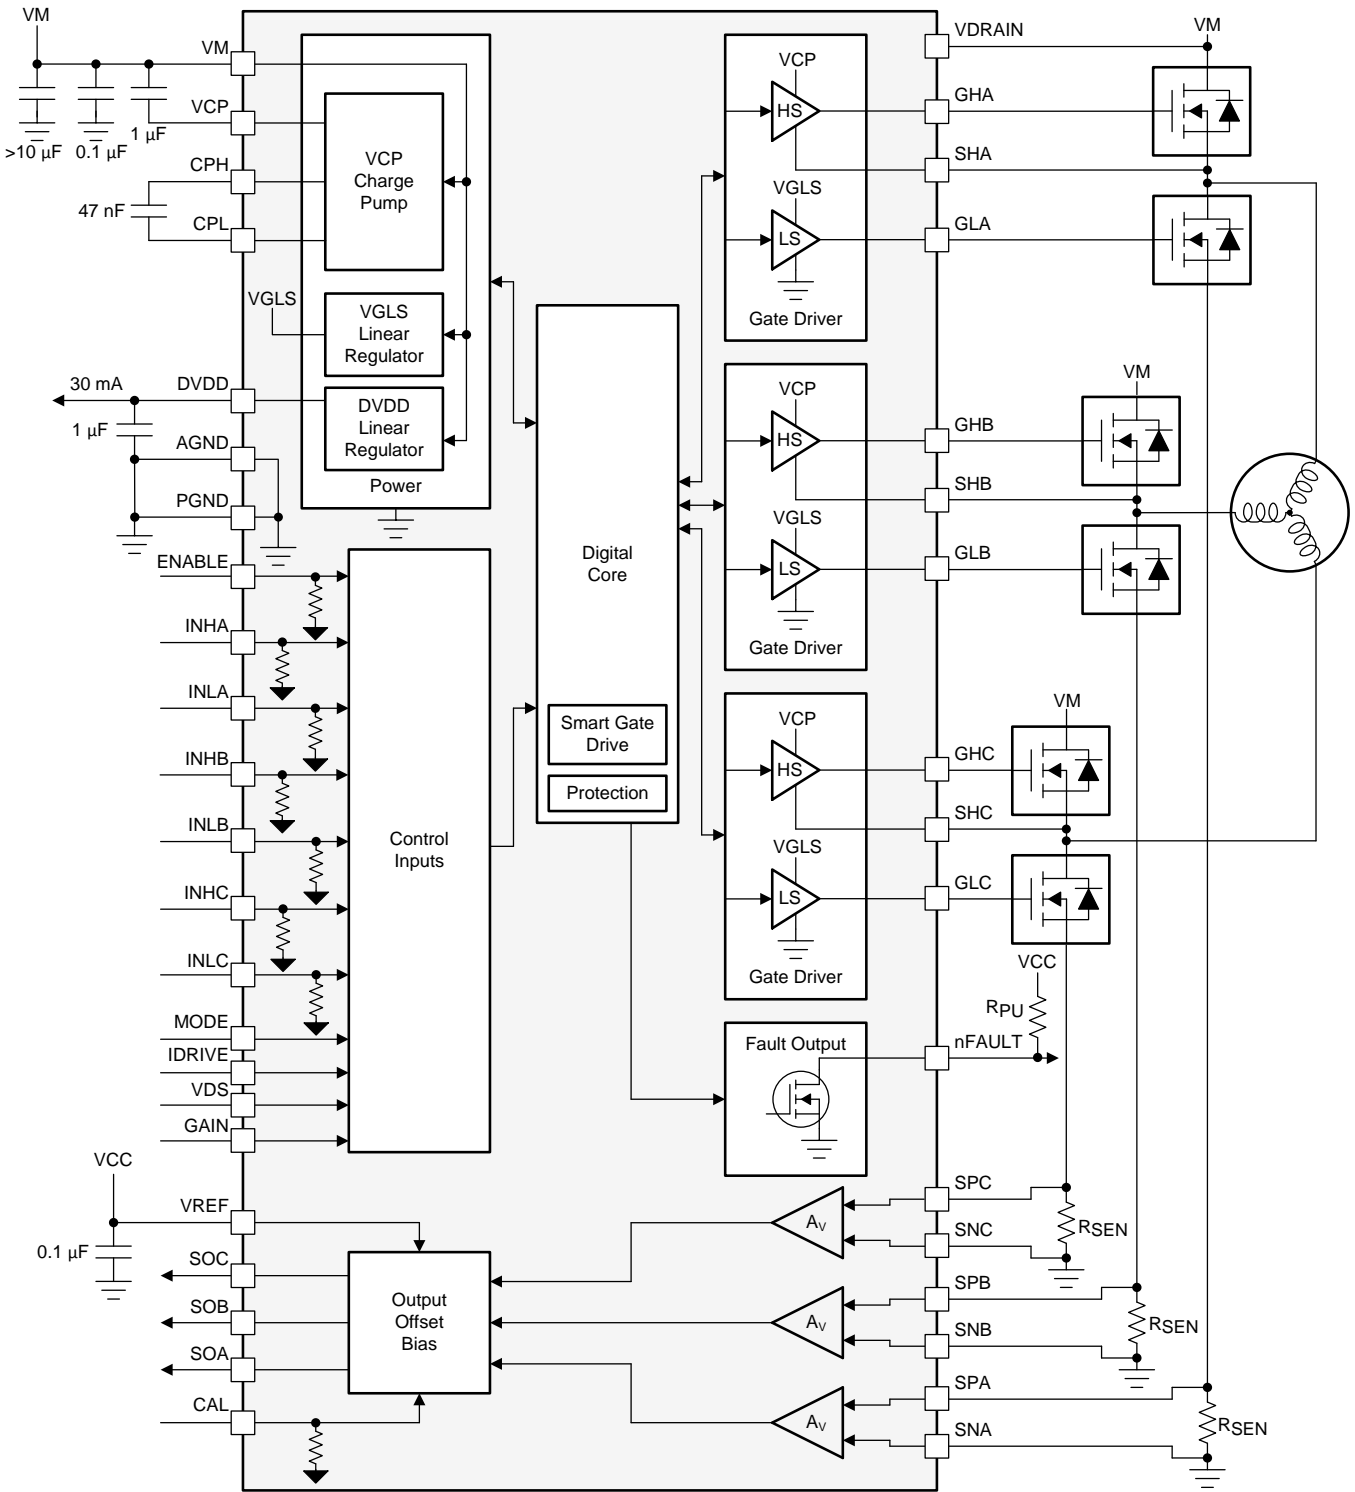 VM
VM
>10 µF
0.1 µF
1 µF
VCP
CPH
47 nF
CPL
VCP
Charge
Pump
VGLS
VGLS
Linear
Regulator
30 mA
DVDD
1 µF
DVDD
Linear
Regulator
AGND
PGND
Power
ENABLE
INHA
INLA
INHB
INLB
INHC
INLC
MODE
IDRIVE
VDS
GAIN
Control
Inputs
Digital
Core
Smart Gate
Drive
Protection
VCP
HS
VGLS
LS
Gate Driver
VCP
HS
VGLS
LS
Gate Driver
VCP
HS
VGLS
LS
Gate Driver
Fault Output
VDRAIN
VM
GHA
SHA
GLA
VM
GHB
SHB
GLB
VM
GHC
SHC
GLC
VCC
RPU
nFAULT
VCC
VREF
0.1 µF
SOC
SOB
SOA
CAL
Output
Offset
Bias
AV
AV
AV
SPC
SNC
RSEN
SPB
SNB
RSEN
SPA
SNA
RSEN